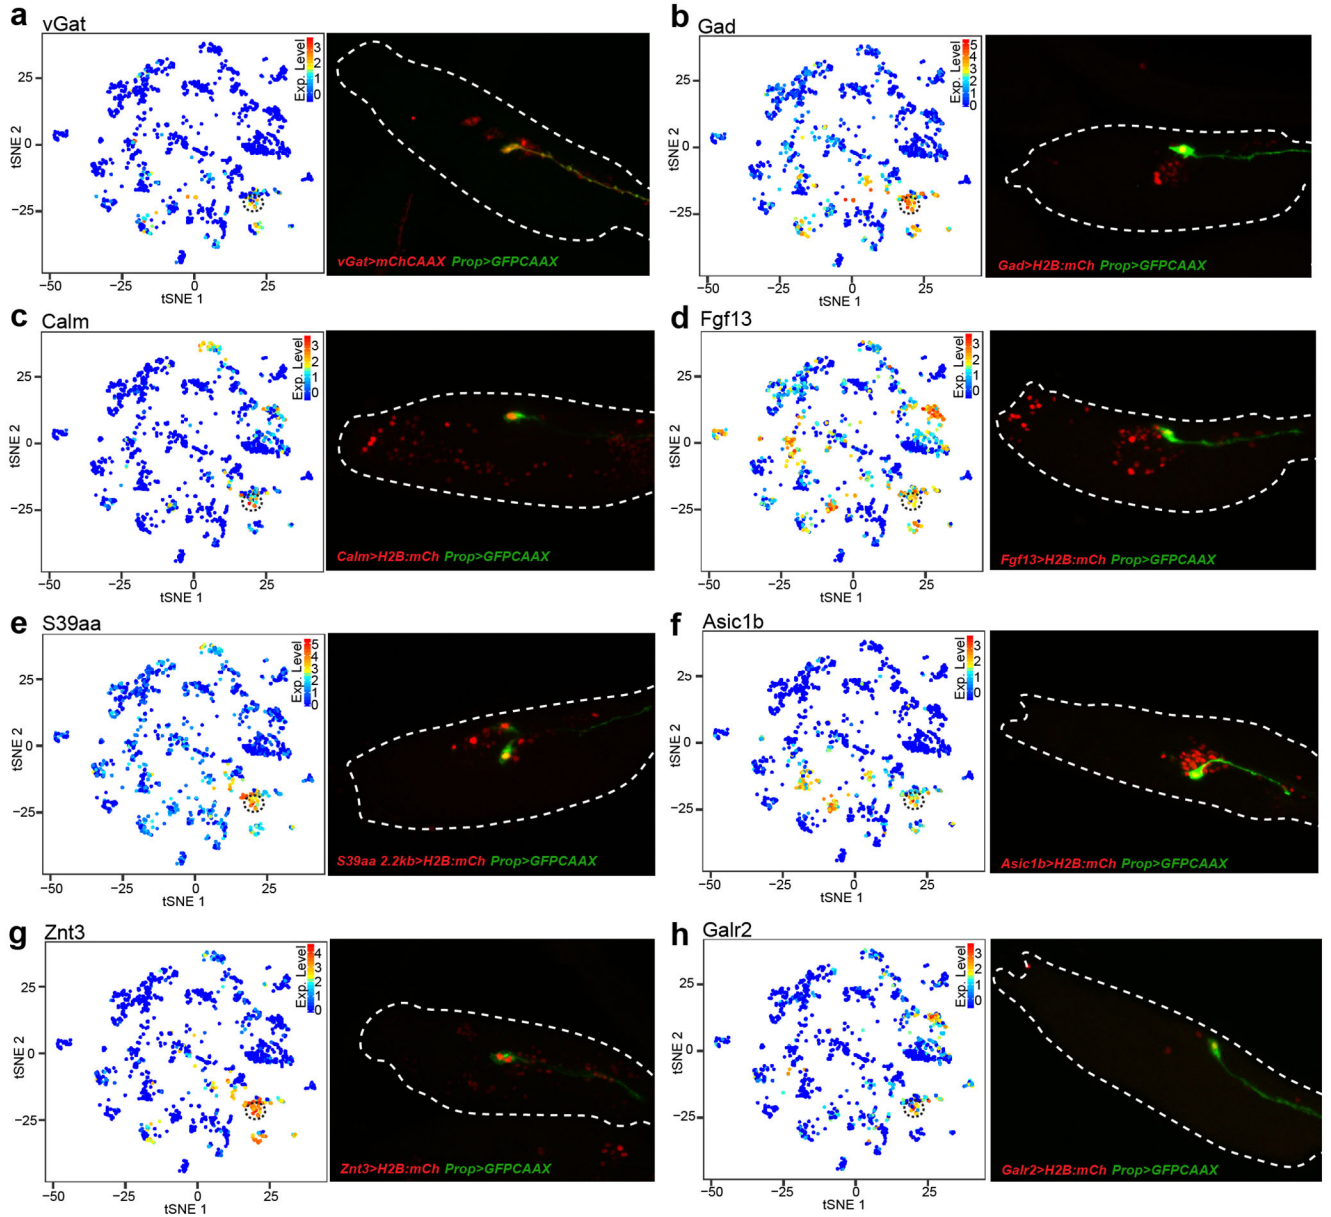 a
vGat
tSNE 2
25
0
−25
−50 −25 0 25
tSNE 1
Exp. Level
3
2
1
0
vGat>mChCAAX Prop>GFPCAAX
b
Gad
tSNE 2
25
0
−25
−50 −25 0 25
tSNE 1
Exp. Level
5
4
3
2
1
0
Gad>H2B:mCh Prop>GFPCAAX
c
Calm
tSNE 2
25
0
−25
−50 −25 0 25
tSNE 1
Exp. Level
3
2
1
0
Calm>H2B:mCh Prop>GFPCAAX
d
Fgf13
tSNE 2
25
0
−25
−50 −25 0 25
tSNE 1
Exp. Level
3
2
1
0
Fgf13>H2B:mCh Prop>GFPCAAX
e
S39aa
tSNE 2
25
0
−25
−50 −25 0 25
tSNE 1
Exp. Level
5
4
3
2
1
0
S39aa 2.2kb>H2B:mCh Prop>GFPCAAX
f
Asic1b
tSNE 2
25
0
−25
−50 −25 0 25
tSNE 1
Exp. Level
3
2
1
0
Asic1b>H2B:mCh Prop>GFPCAAX
g
Znt3
tSNE 2
25
0
−25
−50 −25 0 25
tSNE 1
Exp. Level
4
3
2
1
0
Znt3>H2B:mCh Prop>GFPCAAX
h
Galr2
tSNE 2
25
0
−25
−50 −25 0 25
tSNE 1
Exp. Level
3
2
1
0
Galr2>H2B:mCh Prop>GFPCAAX